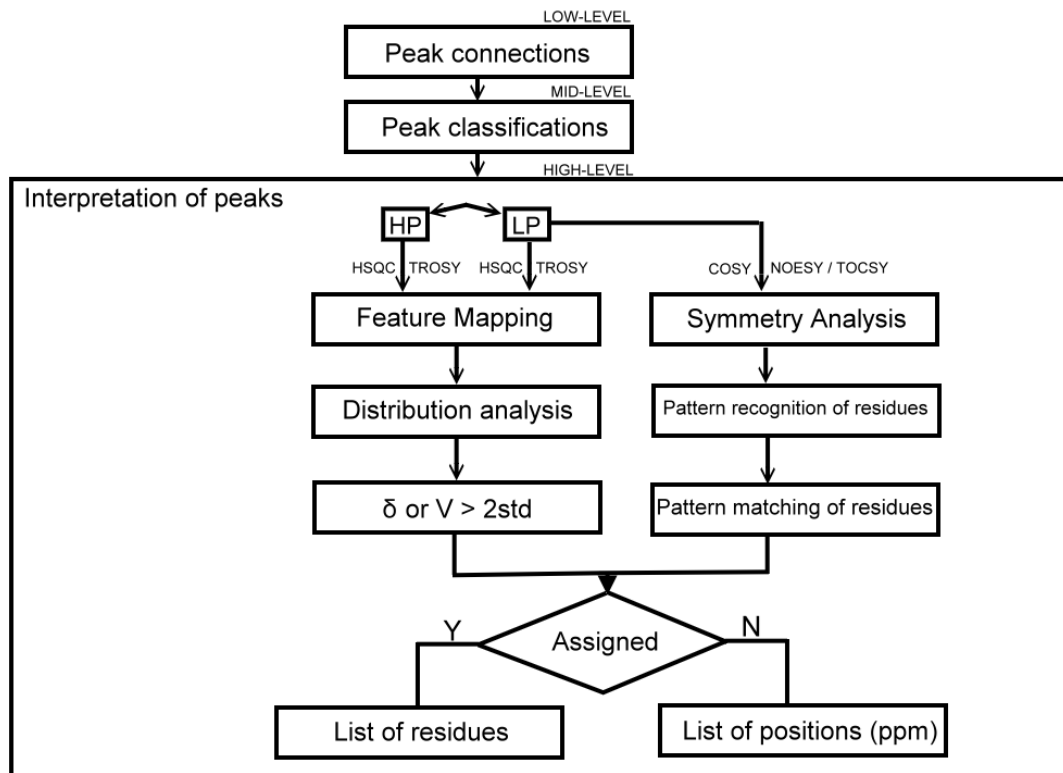 LOW-LEVEL
Peak connections
MID-LEVEL
Peak classifications
HIGH-LEVEL
Interpretation of peaks
HP
LP
HSQC TROSY
HSQC TROSY
COSY NOESY / TOCSY
Feature Mapping
Symmetry Analysis
Distribution analysis
Pattern recognition of residues
δ or V > 2std
Pattern matching of residues
Y
Assigned
N
List of residues
List of positions (ppm)